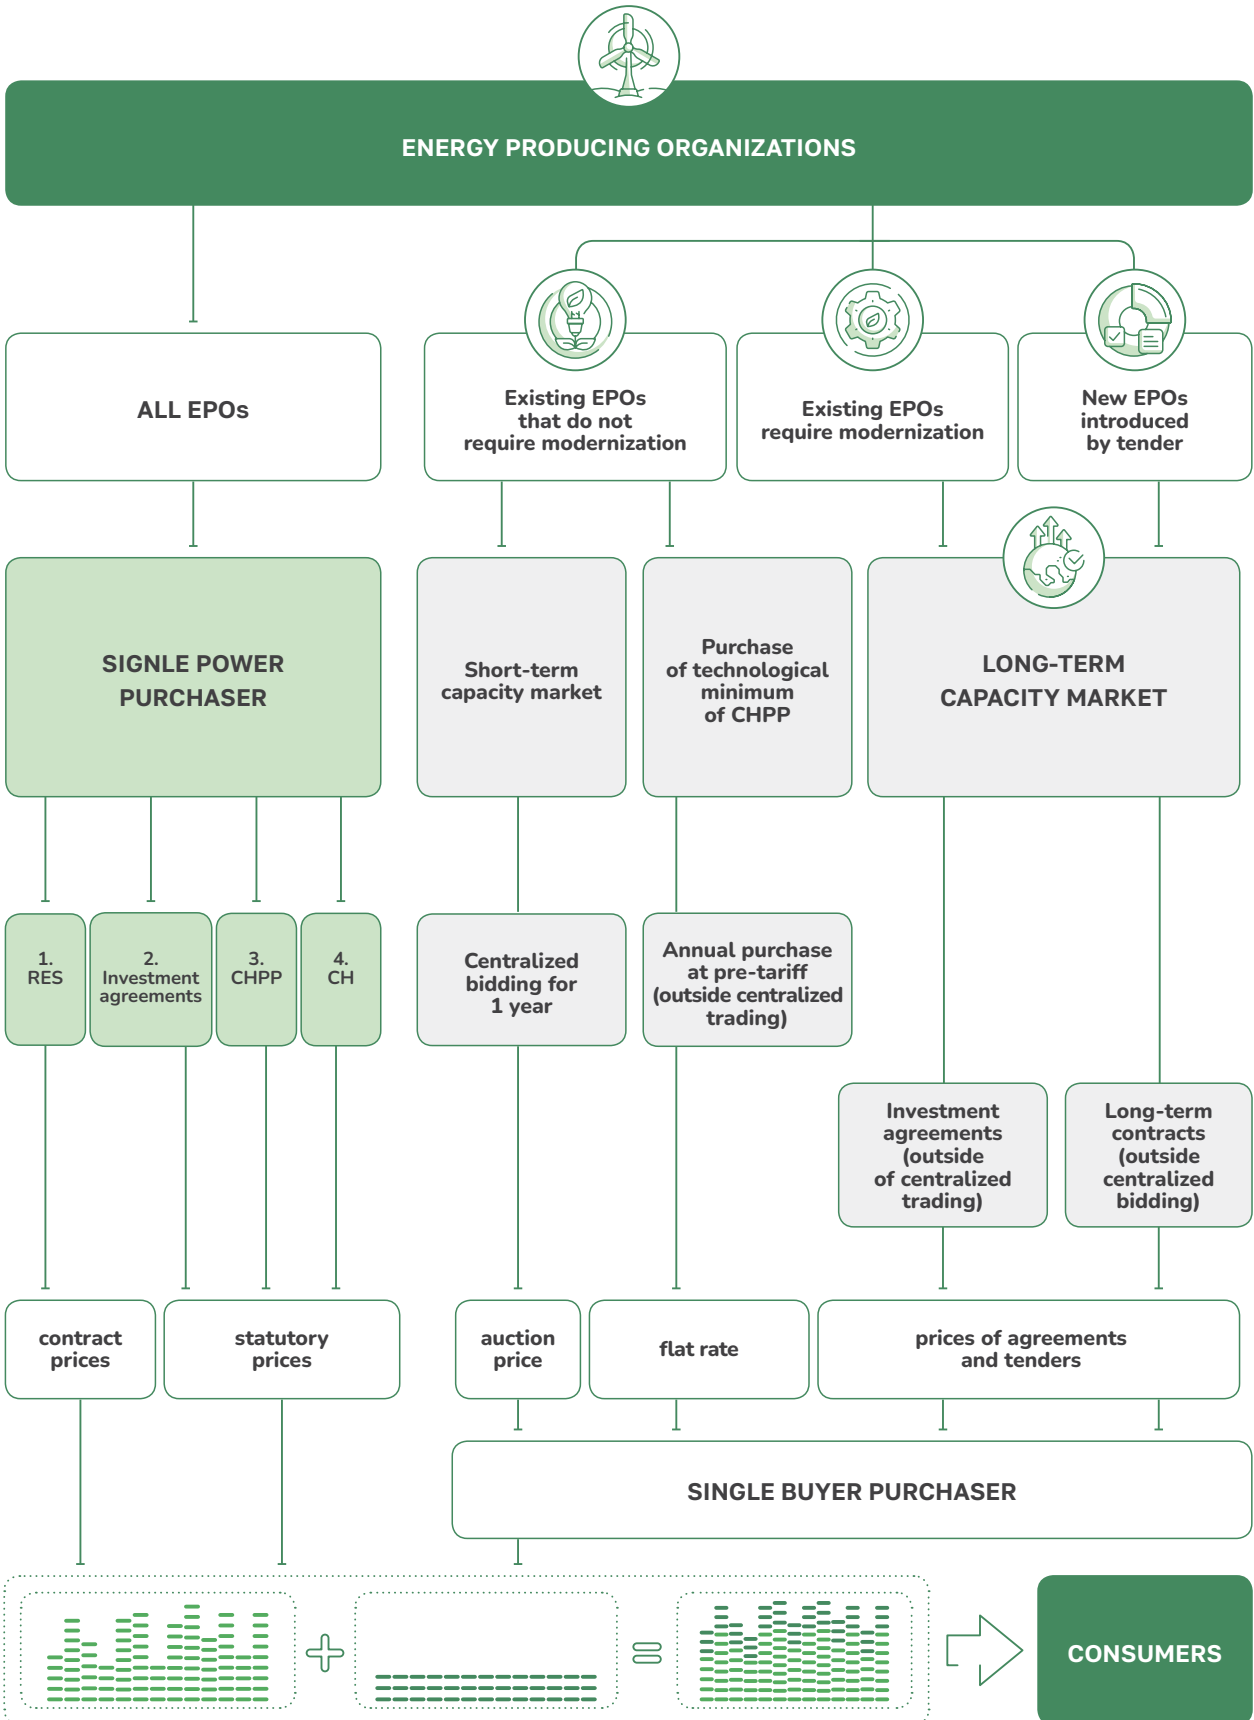 ENERGY PRODUCING ORGANIZATIONS
ALL EPOs
Existing EPOs
that do not
require modernization
Existing EPOs
require modernization
New EPOs
introduced
by tender
SIGNLE POWER
PURCHASER
Short-term
capacity market
Purchase
of technological
minimum
of CHPP
LONG-TERM
CAPACITY MARKET
1.
RES
2.
Investment
agreements
3.
CHPP
4.
CH
Centralized
bidding for
1 year
Annual purchase
at pre-tariff
(outside centralized
trading)
Investment
agreements
(outside
of centralized
trading)
Long-term
contracts
(outside
centralized
bidding)
contract
prices
statutory
prices
auction
price
flat rate
prices of agreements
and tenders
SINGLE BUYER PURCHASER
CONSUMERS